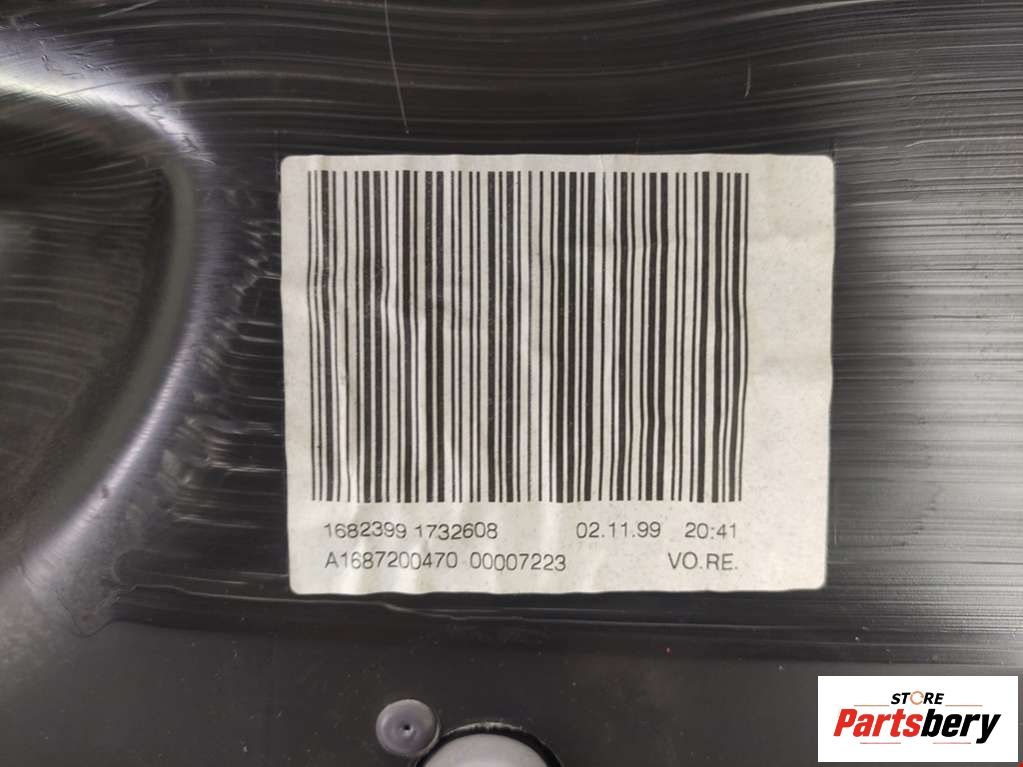 1682399 1732608 02.11.99 20:41
A1687200470 00007223 VO.RE.
STORE
Partsbery